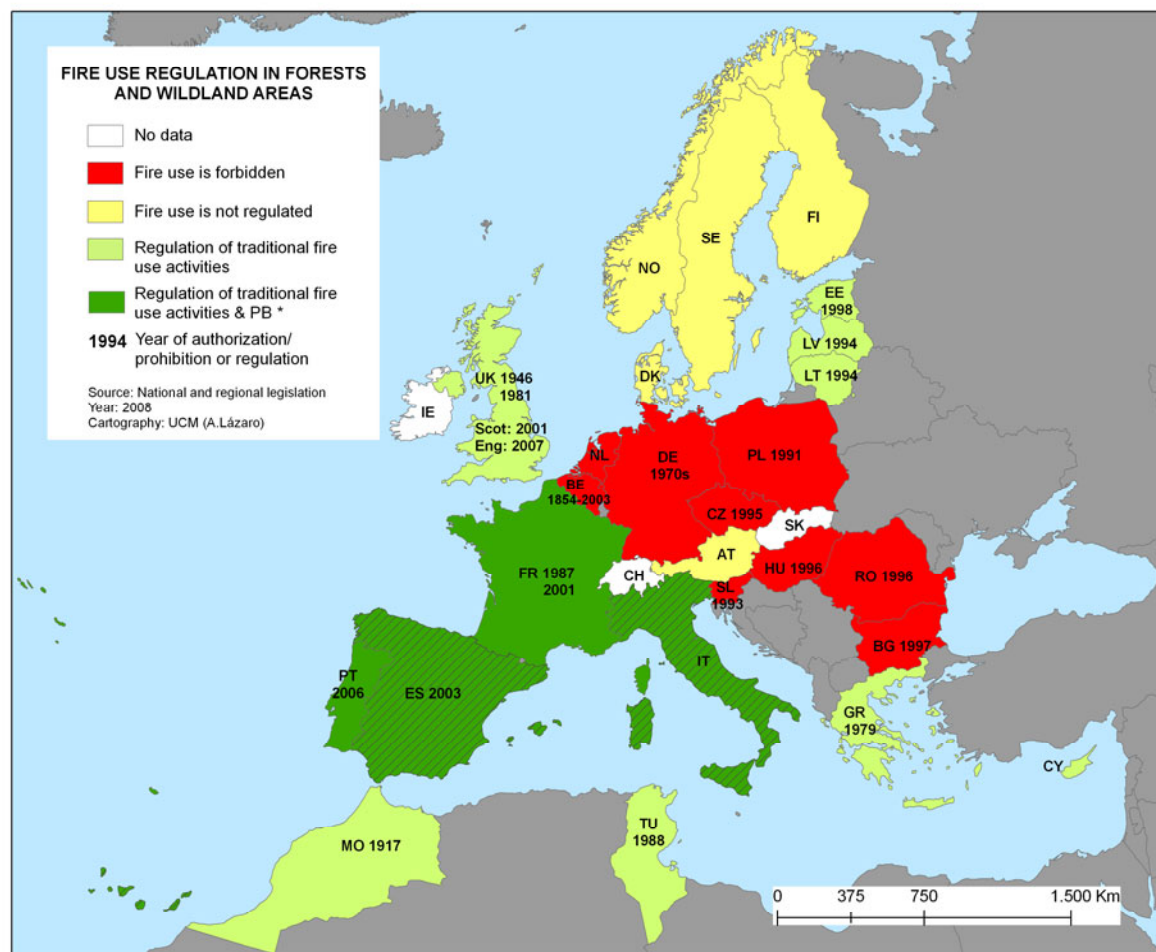 FIRE USE REGULATION IN FORESTS
AND WILDLAND AREAS
No data
Fire use is forbidden
Fire use is not regulated
Regulation of traditional fire
use activities
Regulation of traditional fire
use activities & PB *
1994 Year of authorization/
prohibition or regulation
Source: National and regional legislation
Year: 2008
Cartography: UCM (A.Lázaro)
FI
SE
NO
EE
1998
LV 1994
LT 1994
DK
UK 1946
1981
IE
Scot: 2001
Eng: 2007
NL
DE
1970s
PL 1991
BE
1854-2003
CZ 1995
SK
AT
HU 1996
RO 1996
CH
FR 1987
2001
SL
1993
BG 1997
IT
PT
2006
ES 2003
GR
1979
CY
TU
1988
MO 1917
0 375 750 1.500 Km